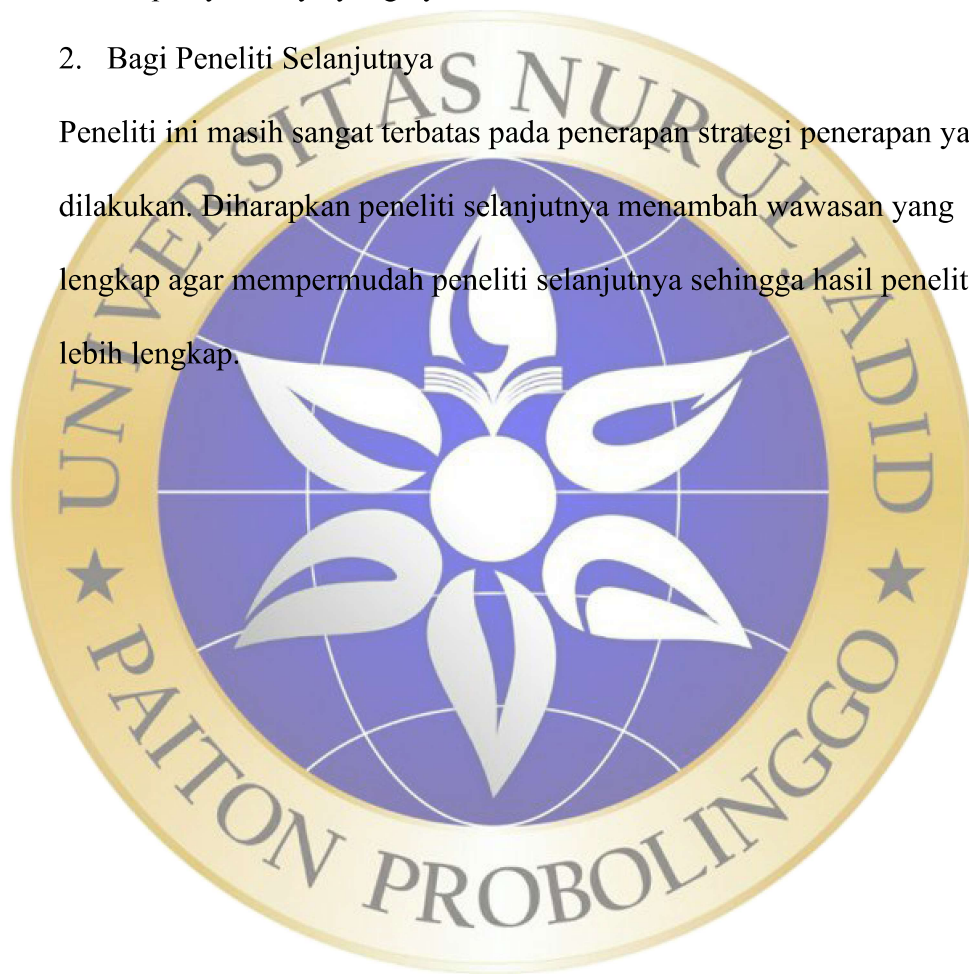 2. Bagi Peneliti Selanjutnya
Peneliti ini masih sangat terbatas pada penerapan strategi penerapan ya
dilakukan. Diharapkan peneliti selanjutnya menambah wawasan yang
lengkap agar mempermudah peneliti selanjutnya sehingga hasil penelit
lebih lengkap.
UNIVERSITAS NURUL JADID
★ PAITON PROBOLINGGO ★